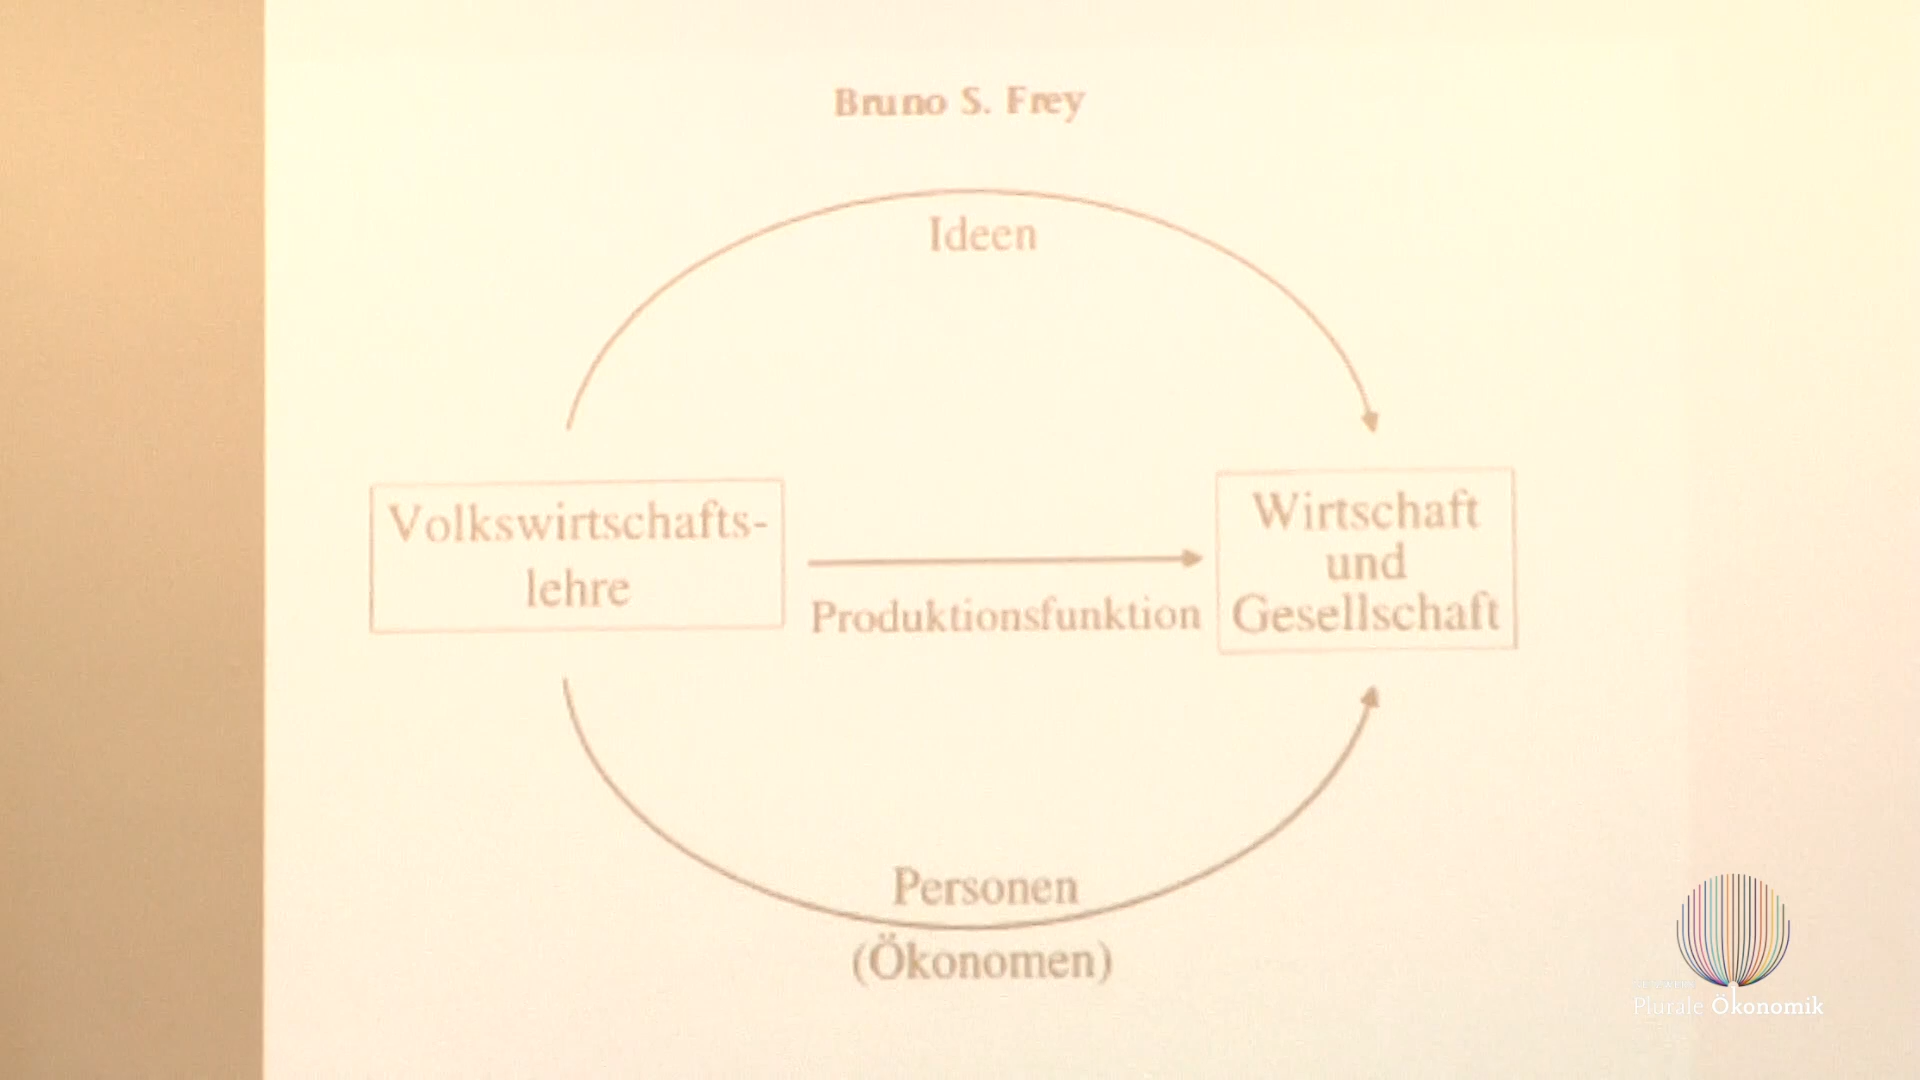 Bruno S. Frey
Ideen
Volkswirtschafts-
lehre
Produktionsfunktion
Wirtschaft
und
Gesellschaft
Personen
(Ökonomen)
Plurale Ökonomik